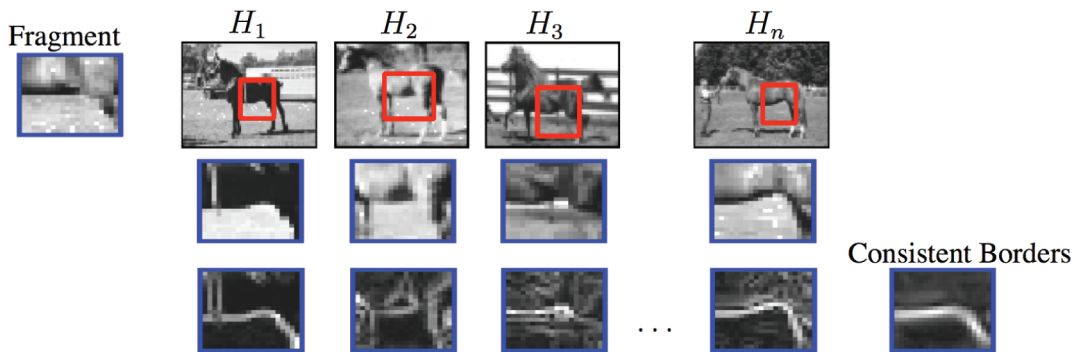 Fragment
H₁ H₂ H₃ Hₙ
Consistent Borders
...